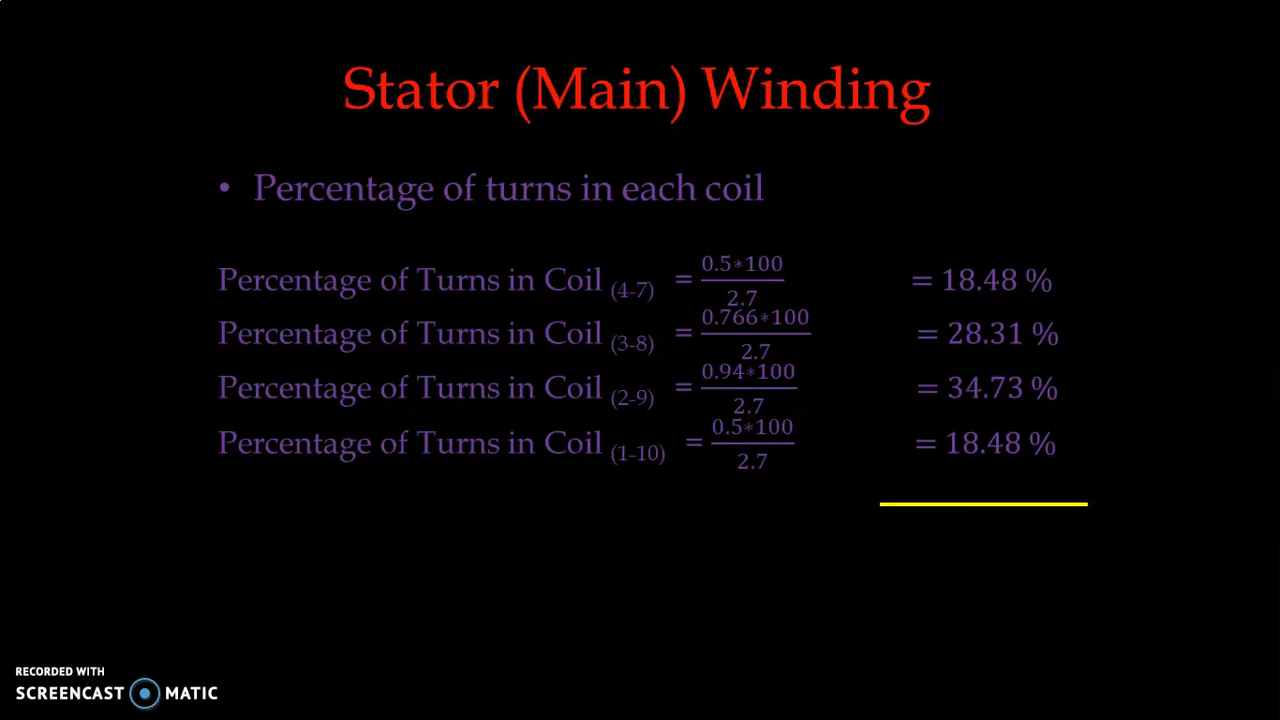 Stator (Main) Winding
• Percentage of turns in each coil
Percentage of Turns in Coil (4-7) = 0.5*100/2.7 = 18.48 %
Percentage of Turns in Coil (3-8) = 0.766*100/2.7 = 28.31 %
Percentage of Turns in Coil (2-9) = 0.94*100/2.7 = 34.73 %
Percentage of Turns in Coil (1-10) = 0.5*100/2.7 = 18.48 %
RECORDED WITH
SCREENCAST MATIC